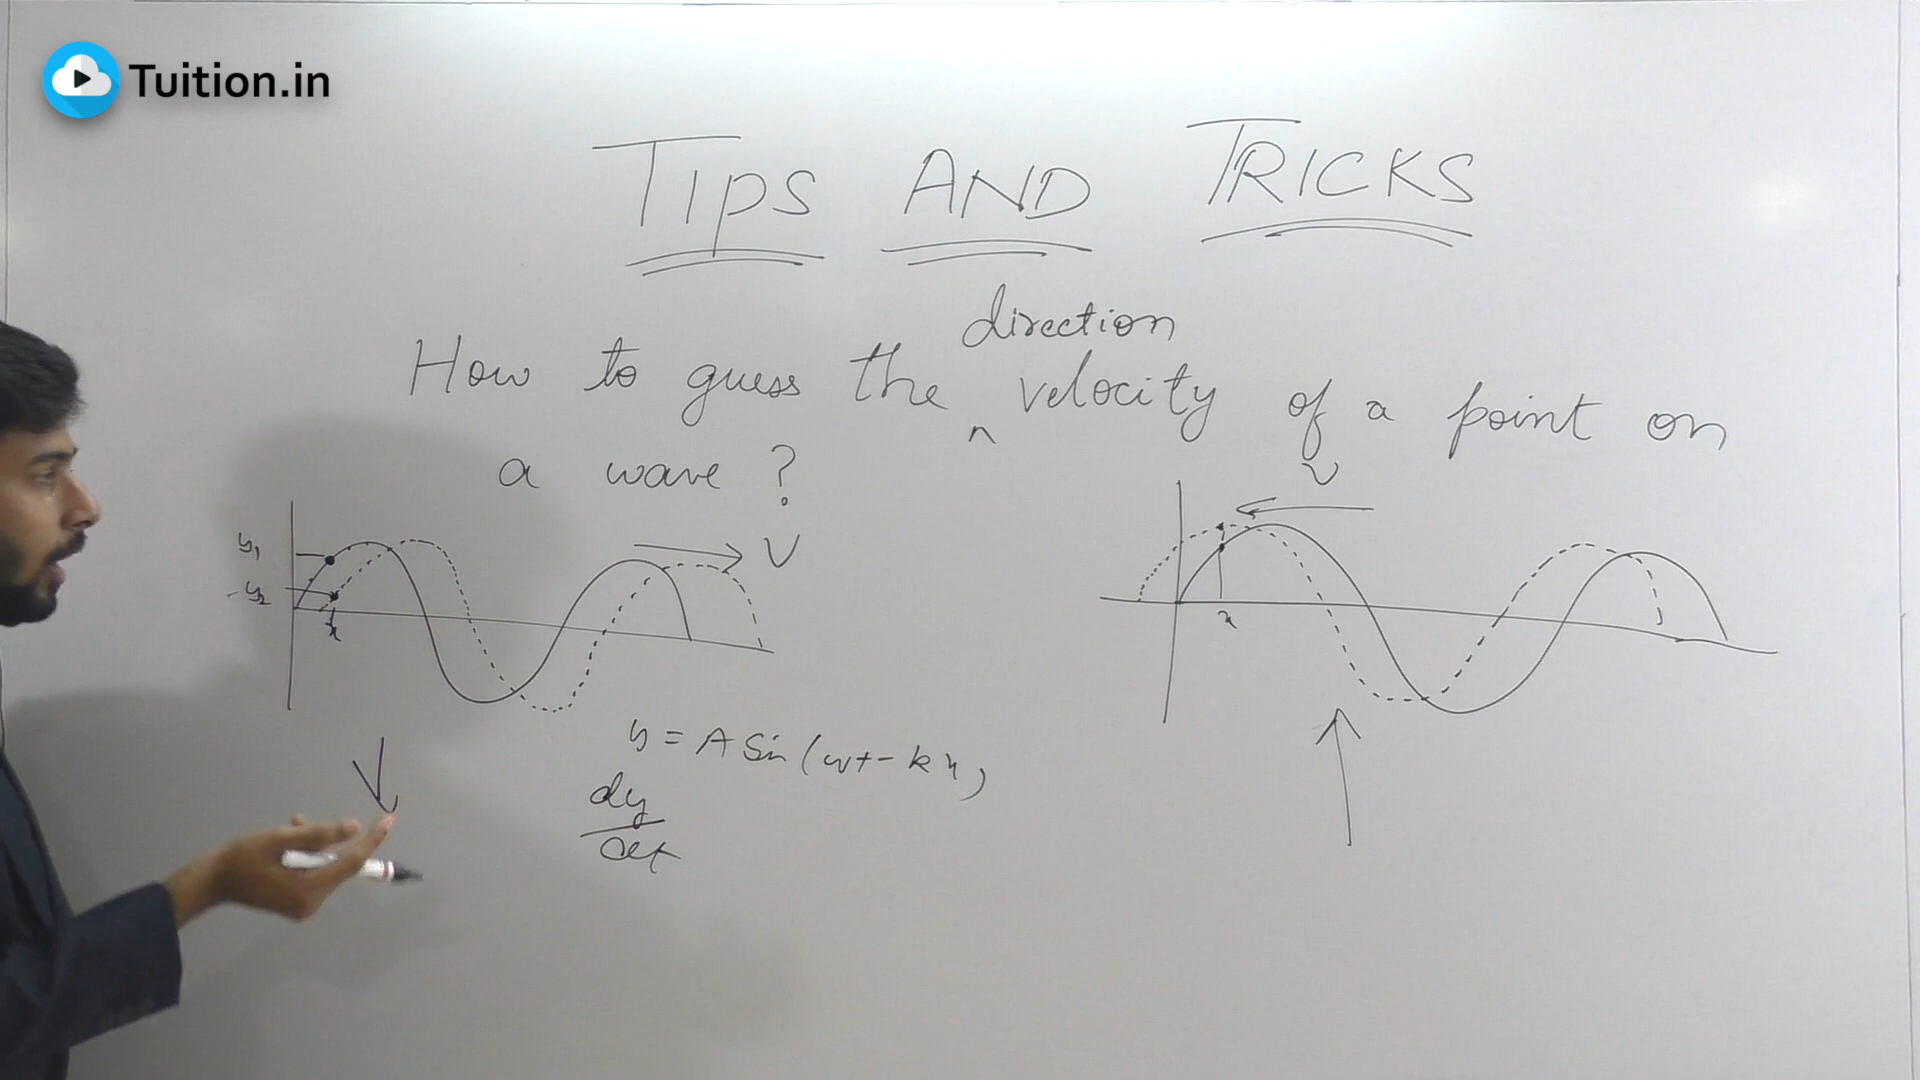 Tuition.in
TIPS AND TRICKS
direction
How to guess the ^ velocity of a point on
a wave ?
v
y1
V
-y2
x
x
y = A Sin (wt - kx)
dy
dt